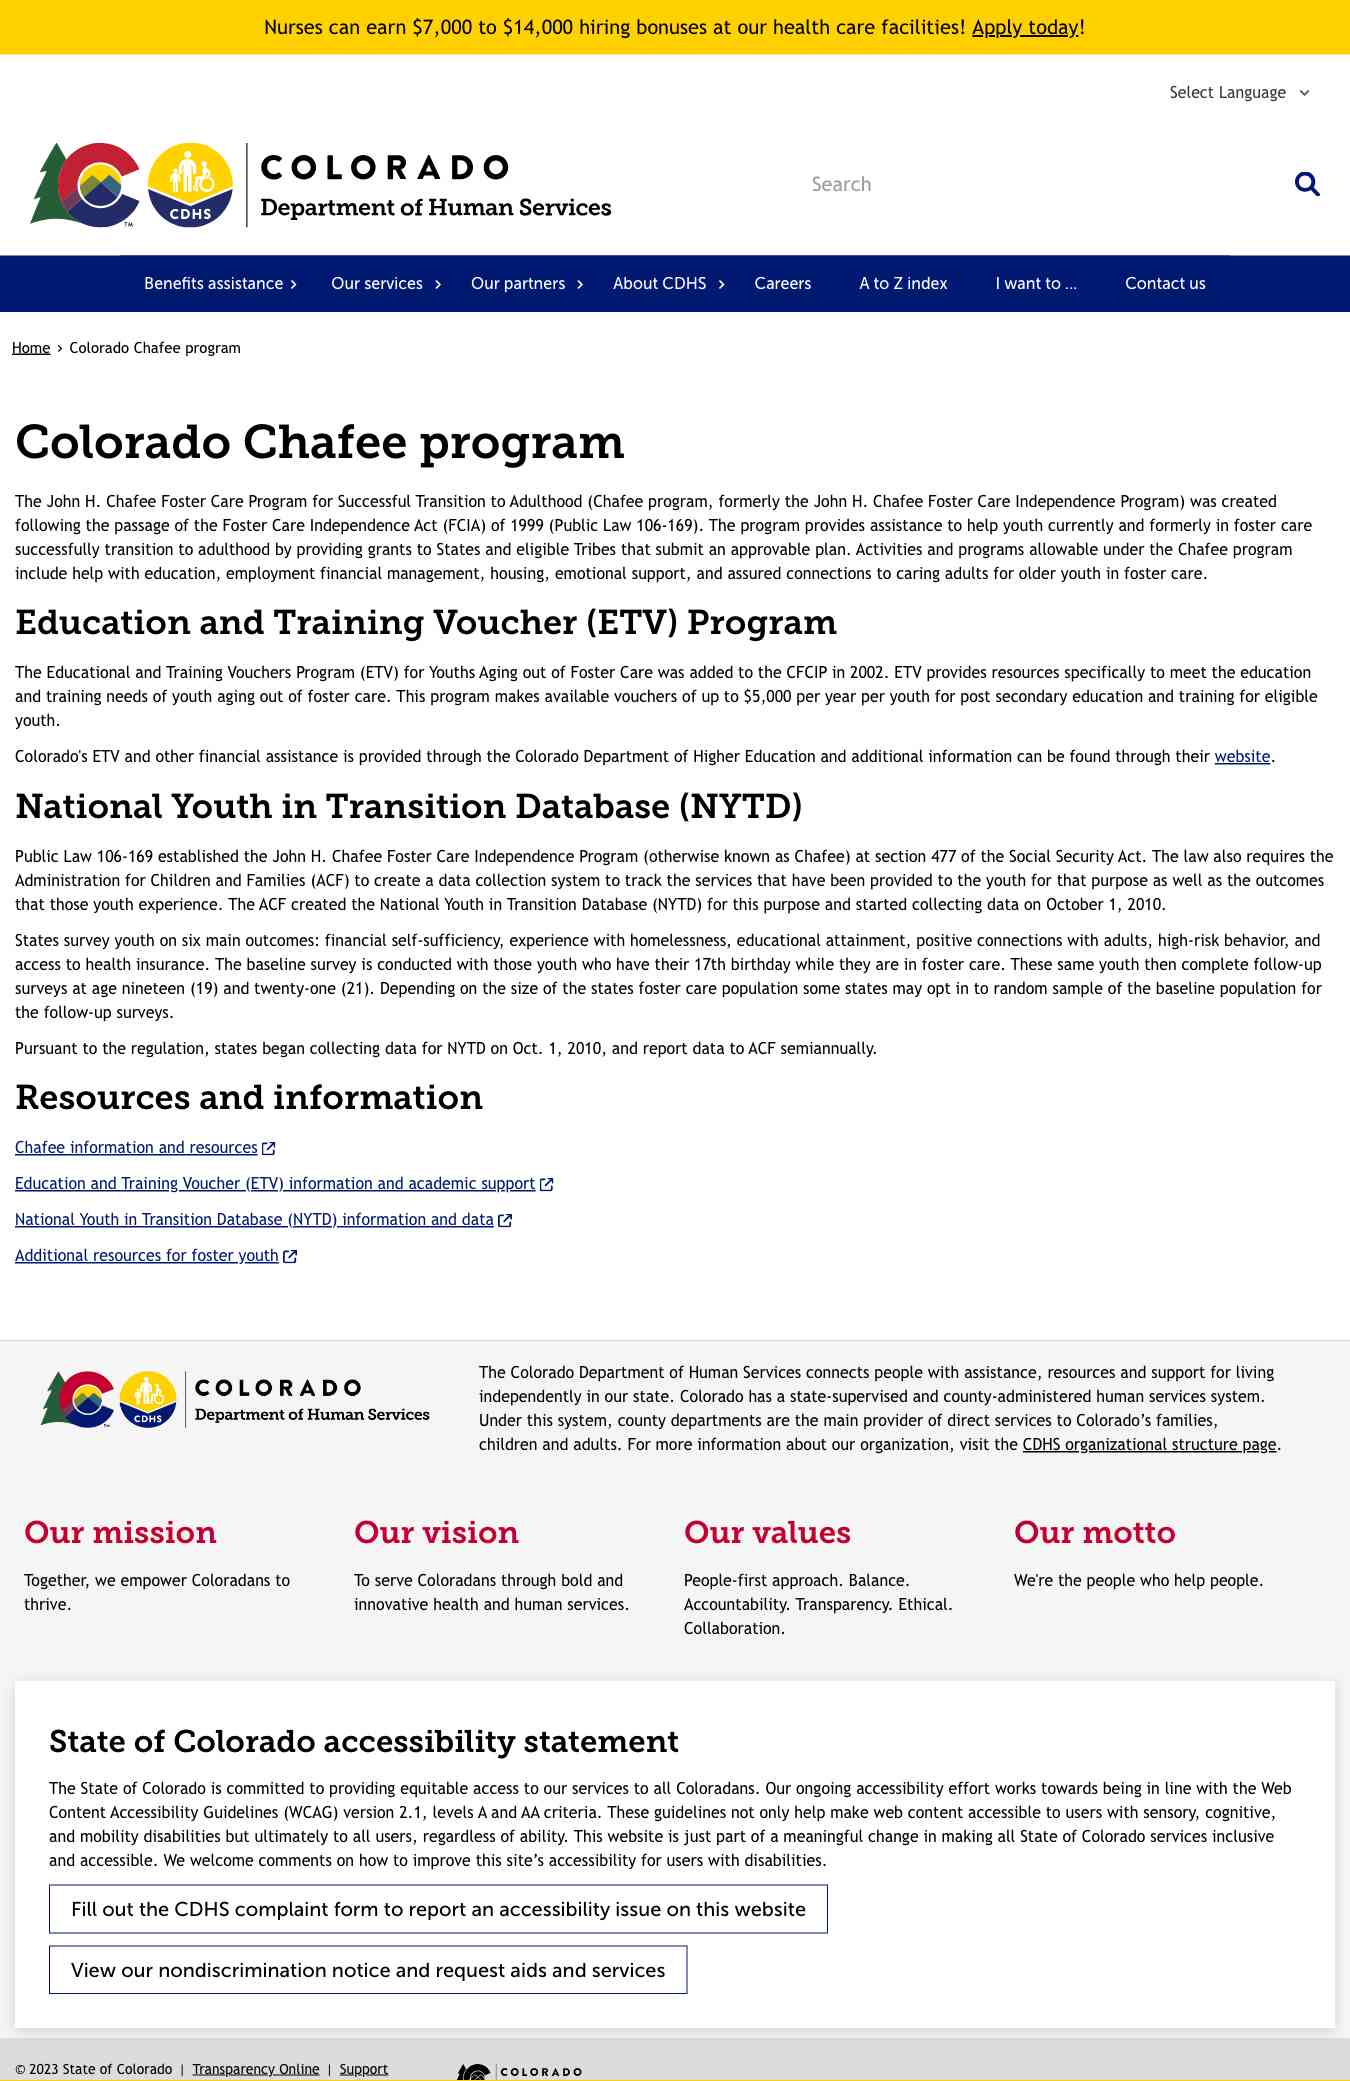 Nurses can earn $7,000 to $14,000 hiring bonuses at our health care facilities! Apply today!
Select Language
CDHS
TM
COLORADO
Department of Human Services
Search
Benefits assistance › Our services › Our partners › About CDHS › Careers A to Z index I want to ... Contact us
Home › Colorado Chafee program
Colorado Chafee program
The John H. Chafee Foster Care Program for Successful Transition to Adulthood (Chafee program, formerly the John H. Chafee Foster Care Independence Program) was created
following the passage of the Foster Care Independence Act (FCIA) of 1999 (Public Law 106-169). The program provides assistance to help youth currently and formerly in foster care
successfully transition to adulthood by providing grants to States and eligible Tribes that submit an approvable plan. Activities and programs allowable under the Chafee program
include help with education, employment financial management, housing, emotional support, and assured connections to caring adults for older youth in foster care.
Education and Training Voucher (ETV) Program
The Educational and Training Vouchers Program (ETV) for Youths Aging out of Foster Care was added to the CFCIP in 2002. ETV provides resources specifically to meet the education
and training needs of youth aging out of foster care. This program makes available vouchers of up to $5,000 per year per youth for post secondary education and training for eligible
youth.
Colorado's ETV and other financial assistance is provided through the Colorado Department of Higher Education and additional information can be found through their website.
National Youth in Transition Database (NYTD)
Public Law 106-169 established the John H. Chafee Foster Care Independence Program (otherwise known as Chafee) at section 477 of the Social Security Act. The law also requires the
Administration for Children and Families (ACF) to create a data collection system to track the services that have been provided to the youth for that purpose as well as the outcomes
that those youth experience. The ACF created the National Youth in Transition Database (NYTD) for this purpose and started collecting data on October 1, 2010.
States survey youth on six main outcomes: financial self-sufficiency, experience with homelessness, educational attainment, positive connections with adults, high-risk behavior, and
access to health insurance. The baseline survey is conducted with those youth who have their 17th birthday while they are in foster care. These same youth then complete follow-up
surveys at age nineteen (19) and twenty-one (21). Depending on the size of the states foster care population some states may opt in to random sample of the baseline population for
the follow-up surveys.
Pursuant to the regulation, states began collecting data for NYTD on Oct. 1, 2010, and report data to ACF semiannually.
Resources and information
Chafee information and resources
Education and Training Voucher (ETV) information and academic support
National Youth in Transition Database (NYTD) information and data
Additional resources for foster youth
CDHS
TM
COLORADO
Department of Human Services
The Colorado Department of Human Services connects people with assistance, resources and support for living
independently in our state. Colorado has a state-supervised and county-administered human services system.
Under this system, county departments are the main provider of direct services to Colorado’s families,
children and adults. For more information about our organization, visit the CDHS organizational structure page.
Our mission
Together, we empower Coloradans to
thrive.
Our vision
To serve Coloradans through bold and
innovative health and human services.
Our values
People-first approach. Balance.
Accountability. Transparency. Ethical.
Collaboration.
Our motto
We're the people who help people.
State of Colorado accessibility statement
The State of Colorado is committed to providing equitable access to our services to all Coloradans. Our ongoing accessibility effort works towards being in line with the Web
Content Accessibility Guidelines (WCAG) version 2.1, levels A and AA criteria. These guidelines not only help make web content accessible to users with sensory, cognitive,
and mobility disabilities but ultimately to all users, regardless of ability. This website is just part of a meaningful change in making all State of Colorado services inclusive
and accessible. We welcome comments on how to improve this site’s accessibility for users with disabilities.
Fill out the CDHS complaint form to report an accessibility issue on this website
View our nondiscrimination notice and request aids and services
© 2023 State of Colorado | Transparency Online | Support
COLORADO